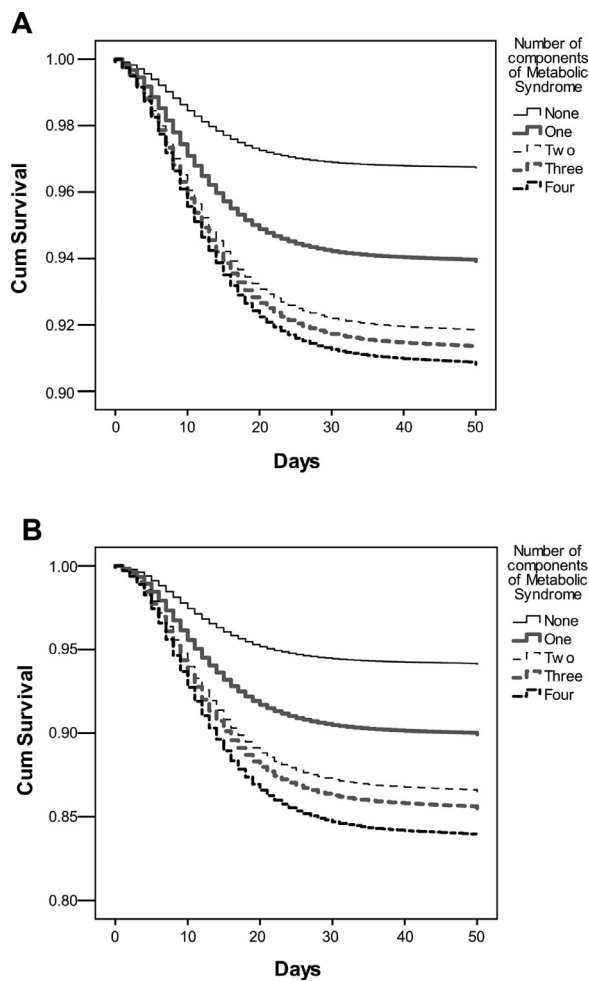 A
Number of
components
of Metabolic
Syndrome
None
One
Two
Three
Four
1.00
0.98
0.96
0.94
0.92
0.90
Cum Survival
0 10 20 30 40 50
Days
B
Number of
components
of Metabolic
Syndrome
None
One
Two
Three
Four
1.00
0.95
0.90
0.85
0.80
Cum Survival
0 10 20 30 40 50
Days